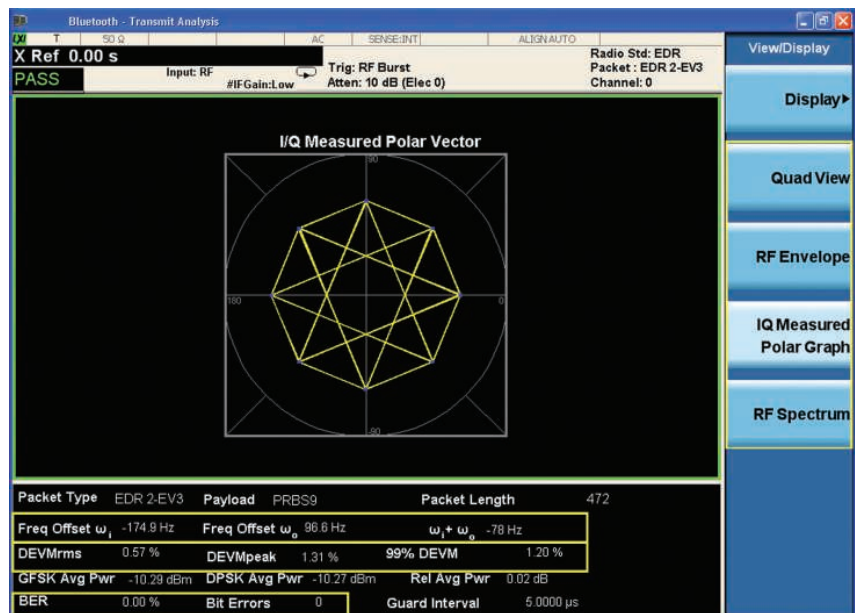 Bluetooth - Transmit Analysis
T 50 Ω AC SENSE:INT ALIGN AUTO
X Ref 0.00 s
PASS
Input: RF
#IFGain:Low
Trig: RF Burst
Atten: 10 dB (Elec 0)
Radio Std: EDR
Packet : EDR 2-EV3
Channel: 0
View/Display
Display
Quad View
RF Envelope
IQ Measured
Polar Graph
RF Spectrum
I/Q Measured Polar Vector
90
180
0
-90
Packet Type EDR 2-EV3 Payload PRBS9 Packet Length 472
Freq Offset ωi -174.9 Hz Freq Offset ωo 96.6 Hz ωi+ ωo -78 Hz
DEVMrms 0.57 % DEVMpeak 1.31 % 99% DEVM 1.20 %
GFSK Avg Pwr -10.29 dBm DPSK Avg Pwr -10.27 dBm Rel Avg Pwr 0.02 dB
BER 0.00 % Bit Errors 0 Guard Interval 5.0000 µs